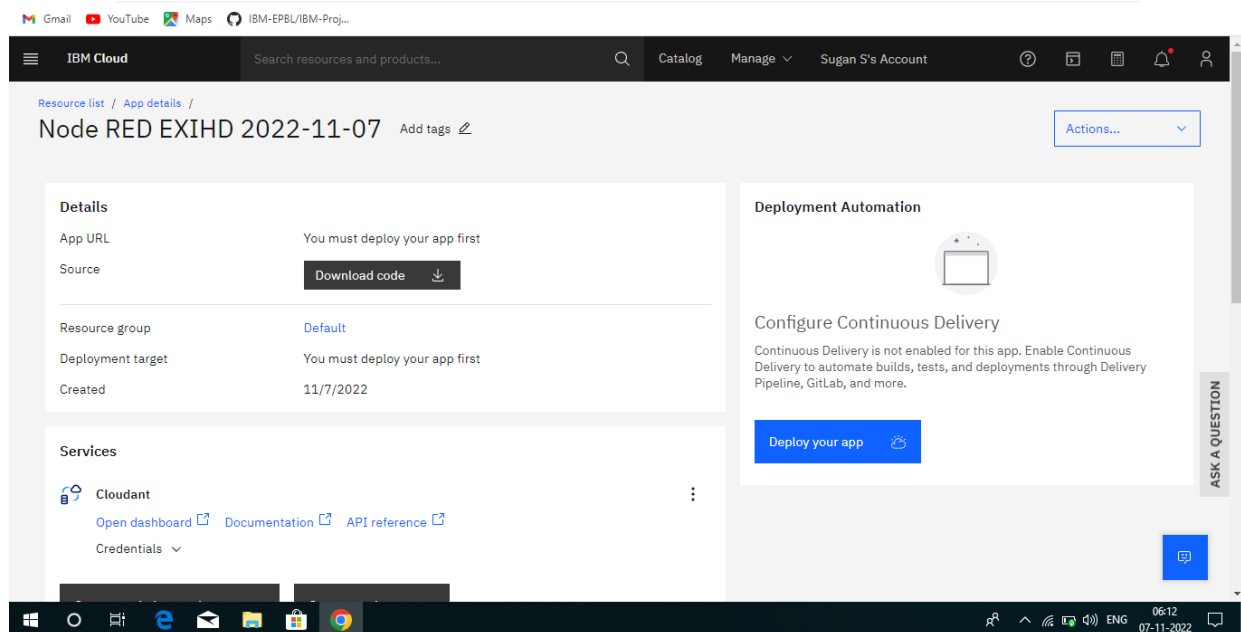 Gmail YouTube Maps IBM-EPBL/IBM-Proj...
IBM Cloud Search resources and products... Catalog Manage Sugan S's Account
Resource list / App details /
Node RED EXIHD 2022-11-07 Add tags
Actions...
Details
App URL You must deploy your app first
Source Download code
Resource group Default
Deployment target You must deploy your app first
Created 11/7/2022
Services
Cloudant
Open dashboard Documentation API reference
Credentials
Deployment Automation
Configure Continuous Delivery
Continuous Delivery is not enabled for this app. Enable Continuous
Delivery to automate builds, tests, and deployments through Delivery
Pipeline, GitLab, and more.
Deploy your app
ASK A QUESTION
ENG
06:12
07-11-2022